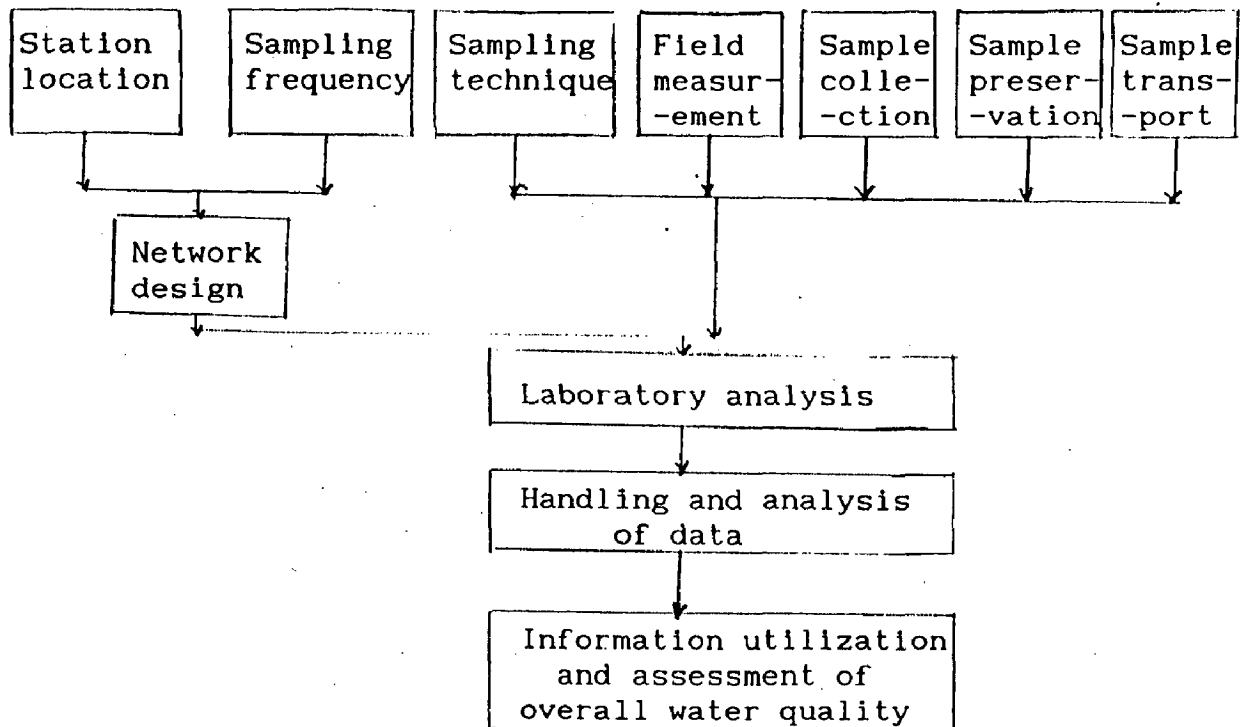 Station
location
Sampling
frequency
Sampling
technique
Field
measur-
-ement
Sample
colle-
-ction
Sample
preser-
-vation
Sample
trans-
-port
Network
design
Laboratory analysis
Handling and analysis
of data
Information utilization
and assessment of
overall water quality